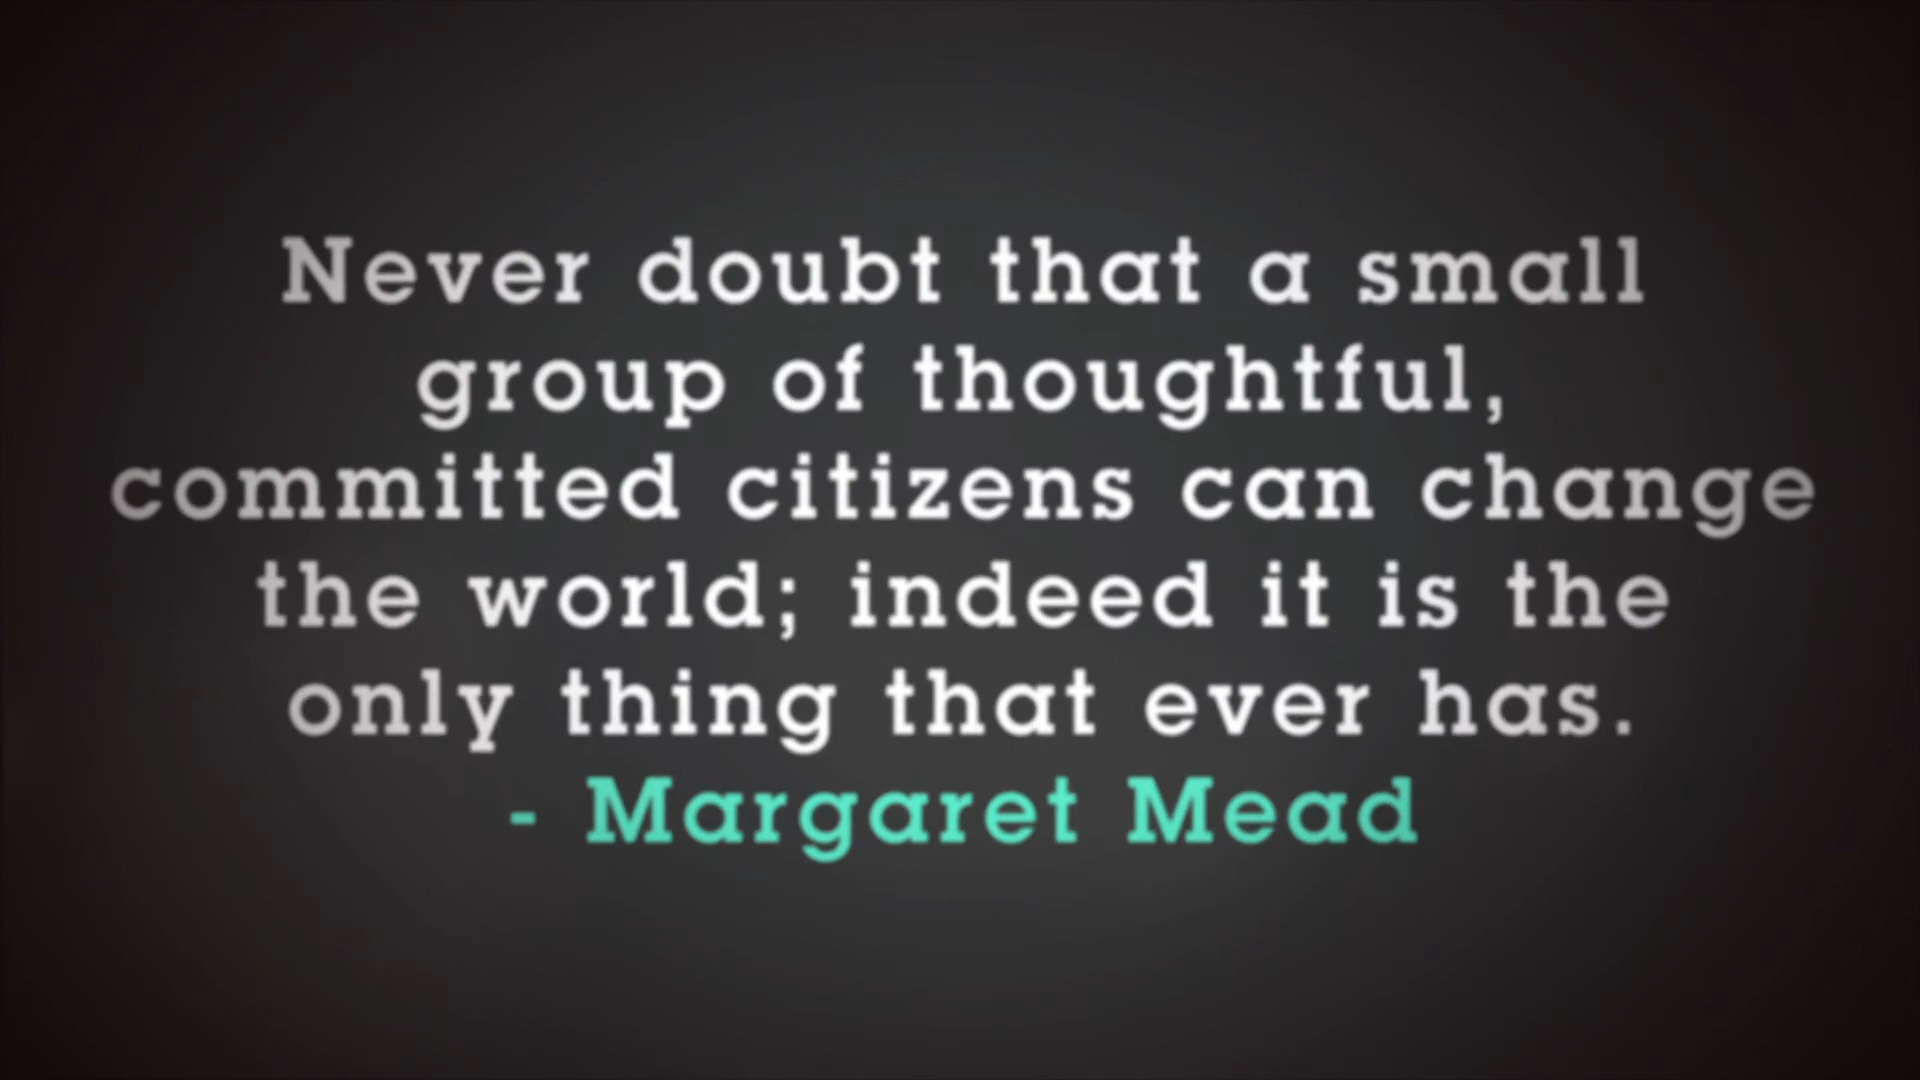 Never doubt that a small
group of thoughtful,
committed citizens can change
the world; indeed it is the
only thing that ever has.
- Margaret Mead